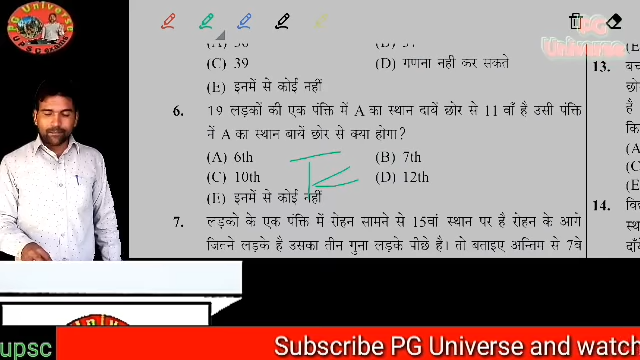 PG Universe
UPSC
PG
Universe
(A) 36
(C) 39
(D) गणना नही कर सकते
(E) इनमें से कोई नहीं
6. 19 लड़कों की एक पंक्ति में A का स्थान दायें छोर से 11 वाँ है उसी पंक्ति
में A का स्थान बायें छोर से क्या होगा?
(A) 6th (B) 7th
(C) 10th (D) 12th
(E) इनमें से कोई नहीं
7. लड़को के एक पंक्ति में रोहन सामने से 15वां स्थान पर है रोहन के आगे
जितने लड़के है उसका तीन गुना लड़के पीछे है। तो बताइए अन्तिम से 7वे
13. बच
छो
है
(A
(C
(E
14. वि
स्थ
दाँ
upsc
Subscribe PG Universe and watch